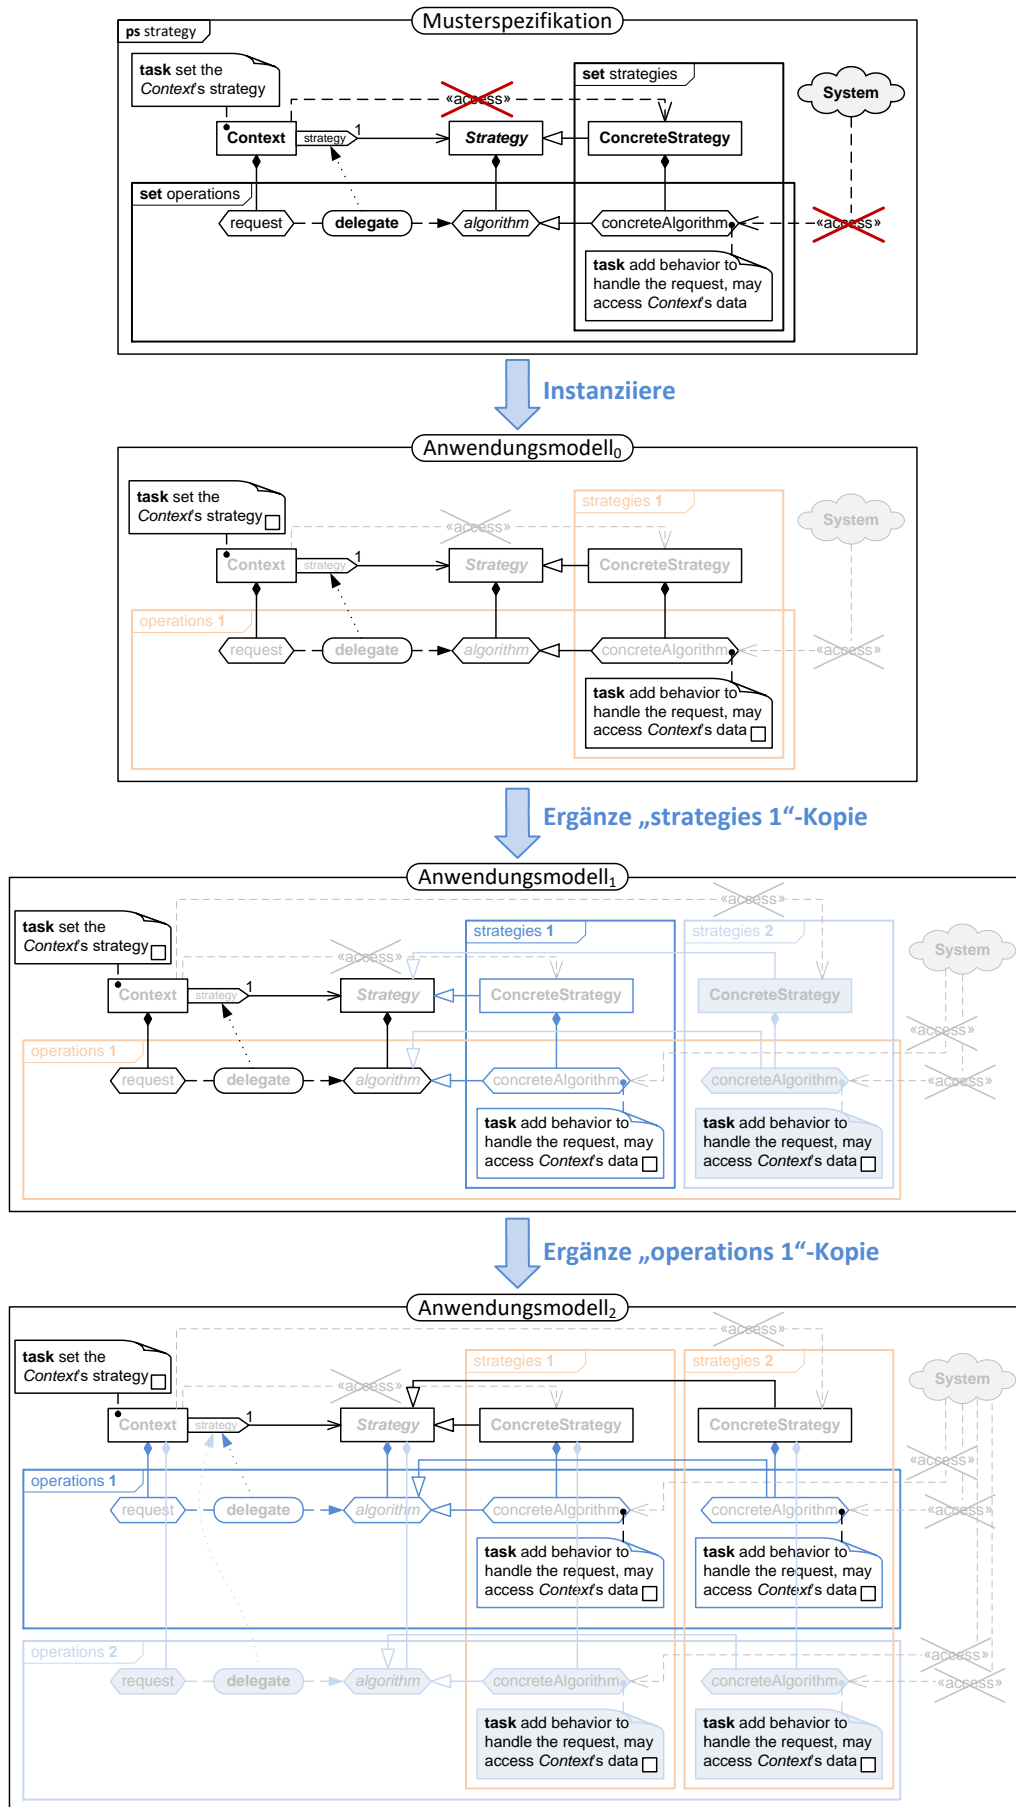 Musterspezifikation
ps strategy
task set the
Context's strategy
«access»
set strategies
System
Context
strategy
1
Strategy
ConcreteStrategy
set operations
request
delegate
algorithm
concreteAlgorithm
«access»
task add behavior to
handle the request, may
access Context's data
Instanziiere
Anwendungsmodell0
task set the
Context's strategy
«access»
strategies 1
System
Context
strategy
1
Strategy
ConcreteStrategy
operations 1
request
delegate
algorithm
concreteAlgorithm
«access»
task add behavior to
handle the request, may
access Context's data
Ergänze „strategies 1“-Kopie
Anwendungsmodell1
«access»
task set the
Context's strategy
«access»
strategies 1
strategies 2
System
Context
strategy
1
Strategy
ConcreteStrategy
ConcreteStrategy
«access»
operations 1
request
delegate
algorithm
concreteAlgorithm
concreteAlgorithm
«access»
task add behavior to
handle the request, may
access Context's data
task add behavior to
handle the request, may
access Context's data
Ergänze „operations 1“-Kopie
Anwendungsmodell2
«access»
task set the
Context's strategy
«access»
strategies 1
strategies 2
System
Context
strategy
1
Strategy
ConcreteStrategy
ConcreteStrategy
«access»
operations 1
request
delegate
algorithm
concreteAlgorithm
concreteAlgorithm
«access»
task add behavior to
handle the request, may
access Context's data
task add behavior to
handle the request, may
access Context's data
operations 2
«access»
request
delegate
algorithm
concreteAlgorithm
concreteAlgorithm
«access»
task add behavior to
handle the request, may
access Context's data
task add behavior to
handle the request, may
access Context's data